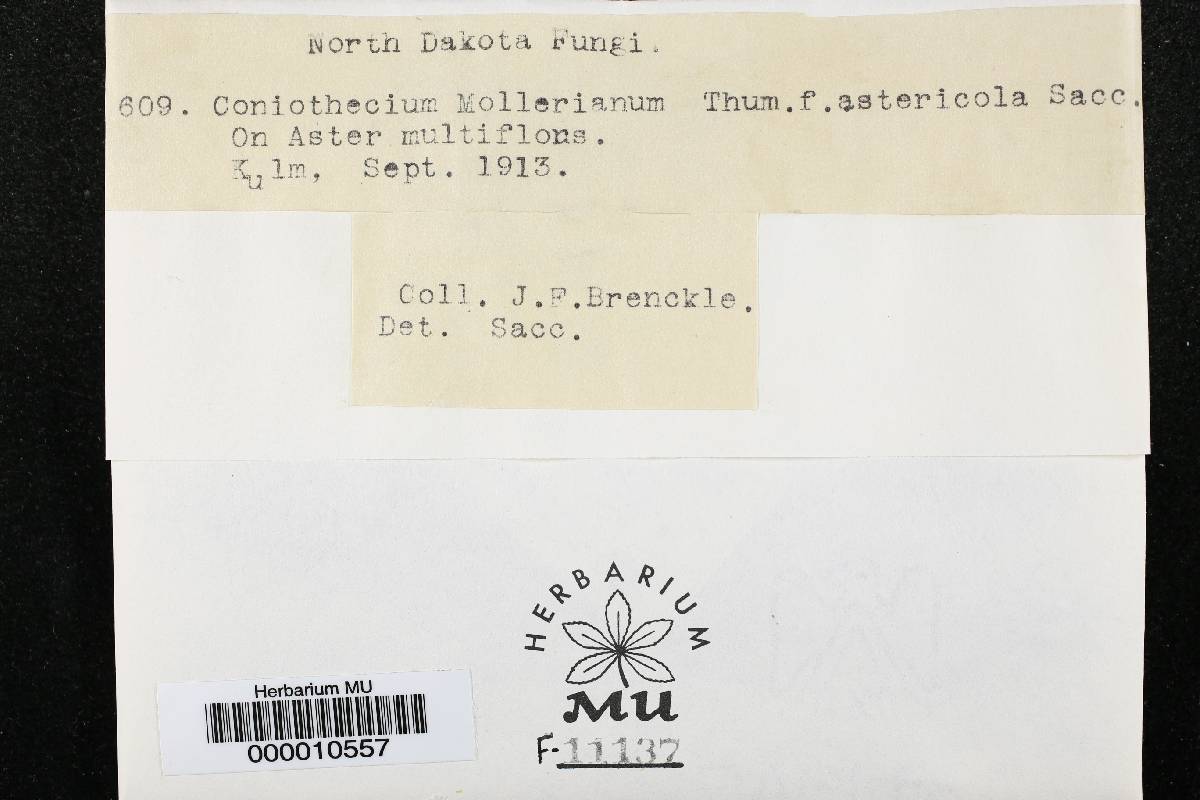 North Dakota Fungi.
609. Coniothecium Mollerianum Thum.f.astericola Sacc.
On Aster multiflous.
Kulm, Sept. 1913.
Coll. J.F.Brenckle.
Det. Sacc.
HERBARIUM
MU
F-11137
Herbarium MU
000010557